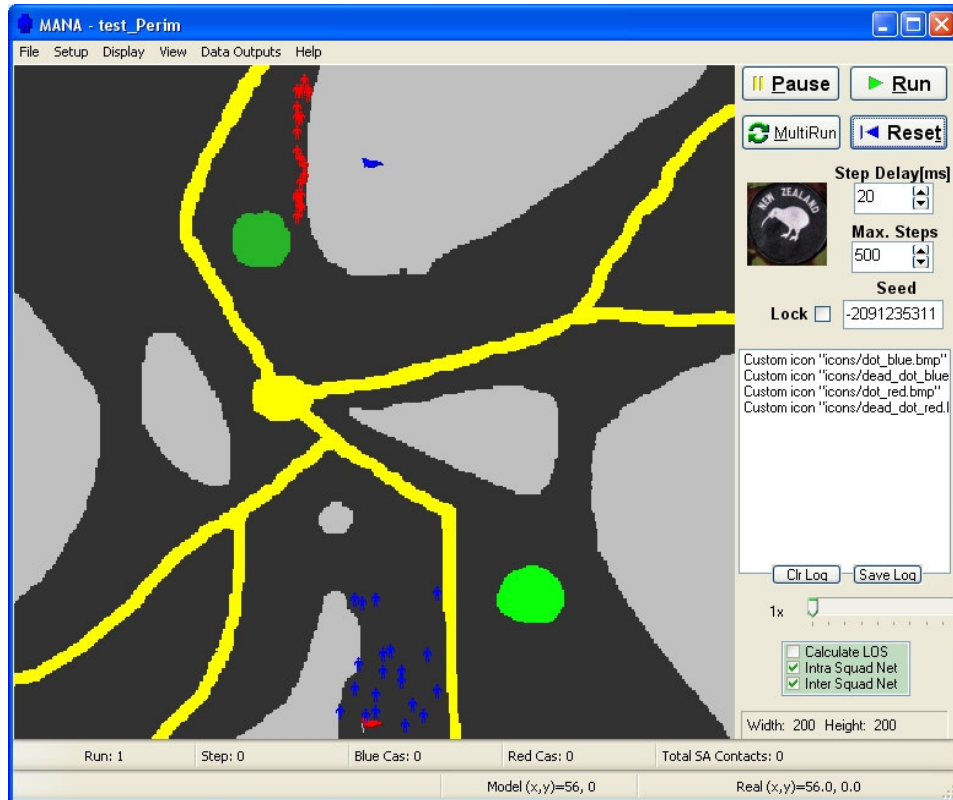 MANA - test_Perim
File Setup Display View Data Outputs Help
Pause
Run
MultiRun
Reset
NEW ZEALAND
Step Delay[ms]
20
Max. Steps
500
Seed
Lock
-2091235311
Custom icon "icons/dot_blue.bmp"
Custom icon "icons/dead_dot_blue
Custom icon "icons/dot_red.bmp"
Custom icon "icons/dead_dot_red.l
Clr Log
Save Log
1x
Calculate LOS
Intra Squad Net
Inter Squad Net
Width: 200 Height: 200
Run: 1 Step: 0 Blue Cas: 0 Red Cas: 0 Total SA Contacts: 0
Model (x,y)=56, 0 Real (x,y)=56.0, 0.0